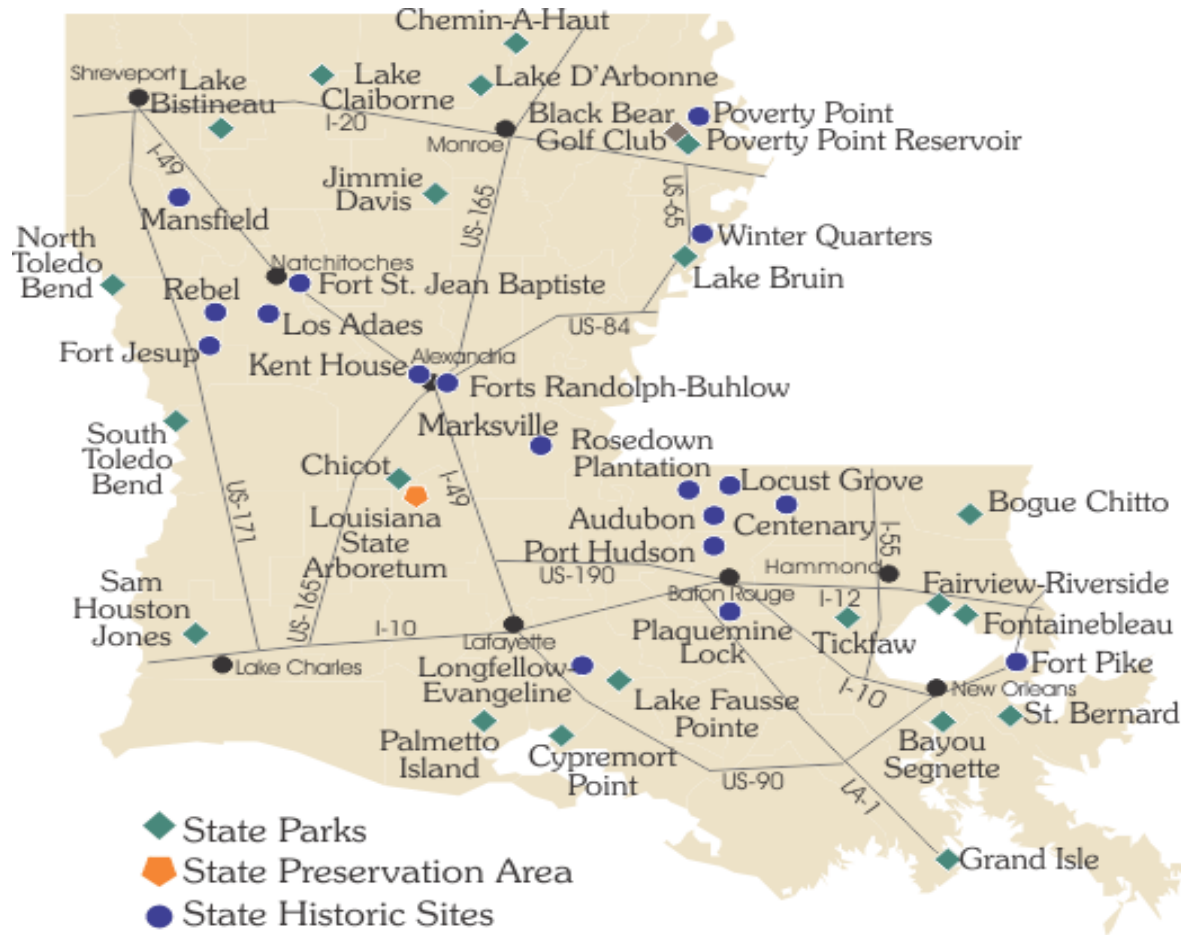 Chemin-A-Haut
Shreveport
Lake
Bistineau
Lake
Claiborne
Lake D'Arbonne
I-20
Monroe
Black Bear
Golf Club
Poverty Point
Poverty Point Reservoir
I-49
Mansfield
Jimmie
Davis
US-165
US-65
Winter Quarters
Lake Bruin
North
Toledo
Bend
Natchitoches
Rebel
Fort St. Jean Baptiste
Los Adaes
US-84
Fort Jesup
Kent House
Alexandria
Forts Randolph-Buhlow
Marksville
South
Toledo
Bend
Chicot
I-49
Rosedown
Plantation
Locust Grove
Audubon
Centenary
I-55
Bogue Chitto
US-171
Louisiana
State
Arboretum
Port Hudson
US-190
Hammond
Sam
Houston
Jones
US-165
I-10
Lafayette
Baton Rouge
I-12
Fairview-Riverside
Fontainebleau
Plaquemine
Lock
Tickfaw
Lake Charles
Longfellow-
Evangeline
Lake Fausse
Pointe
I-10
Fort Pike
New Orleans
St. Bernard
Palmetto
Island
Cypremort
Point
US-90
LA-1
Bayou
Segnette
Grand Isle
State Parks
State Preservation Area
State Historic Sites